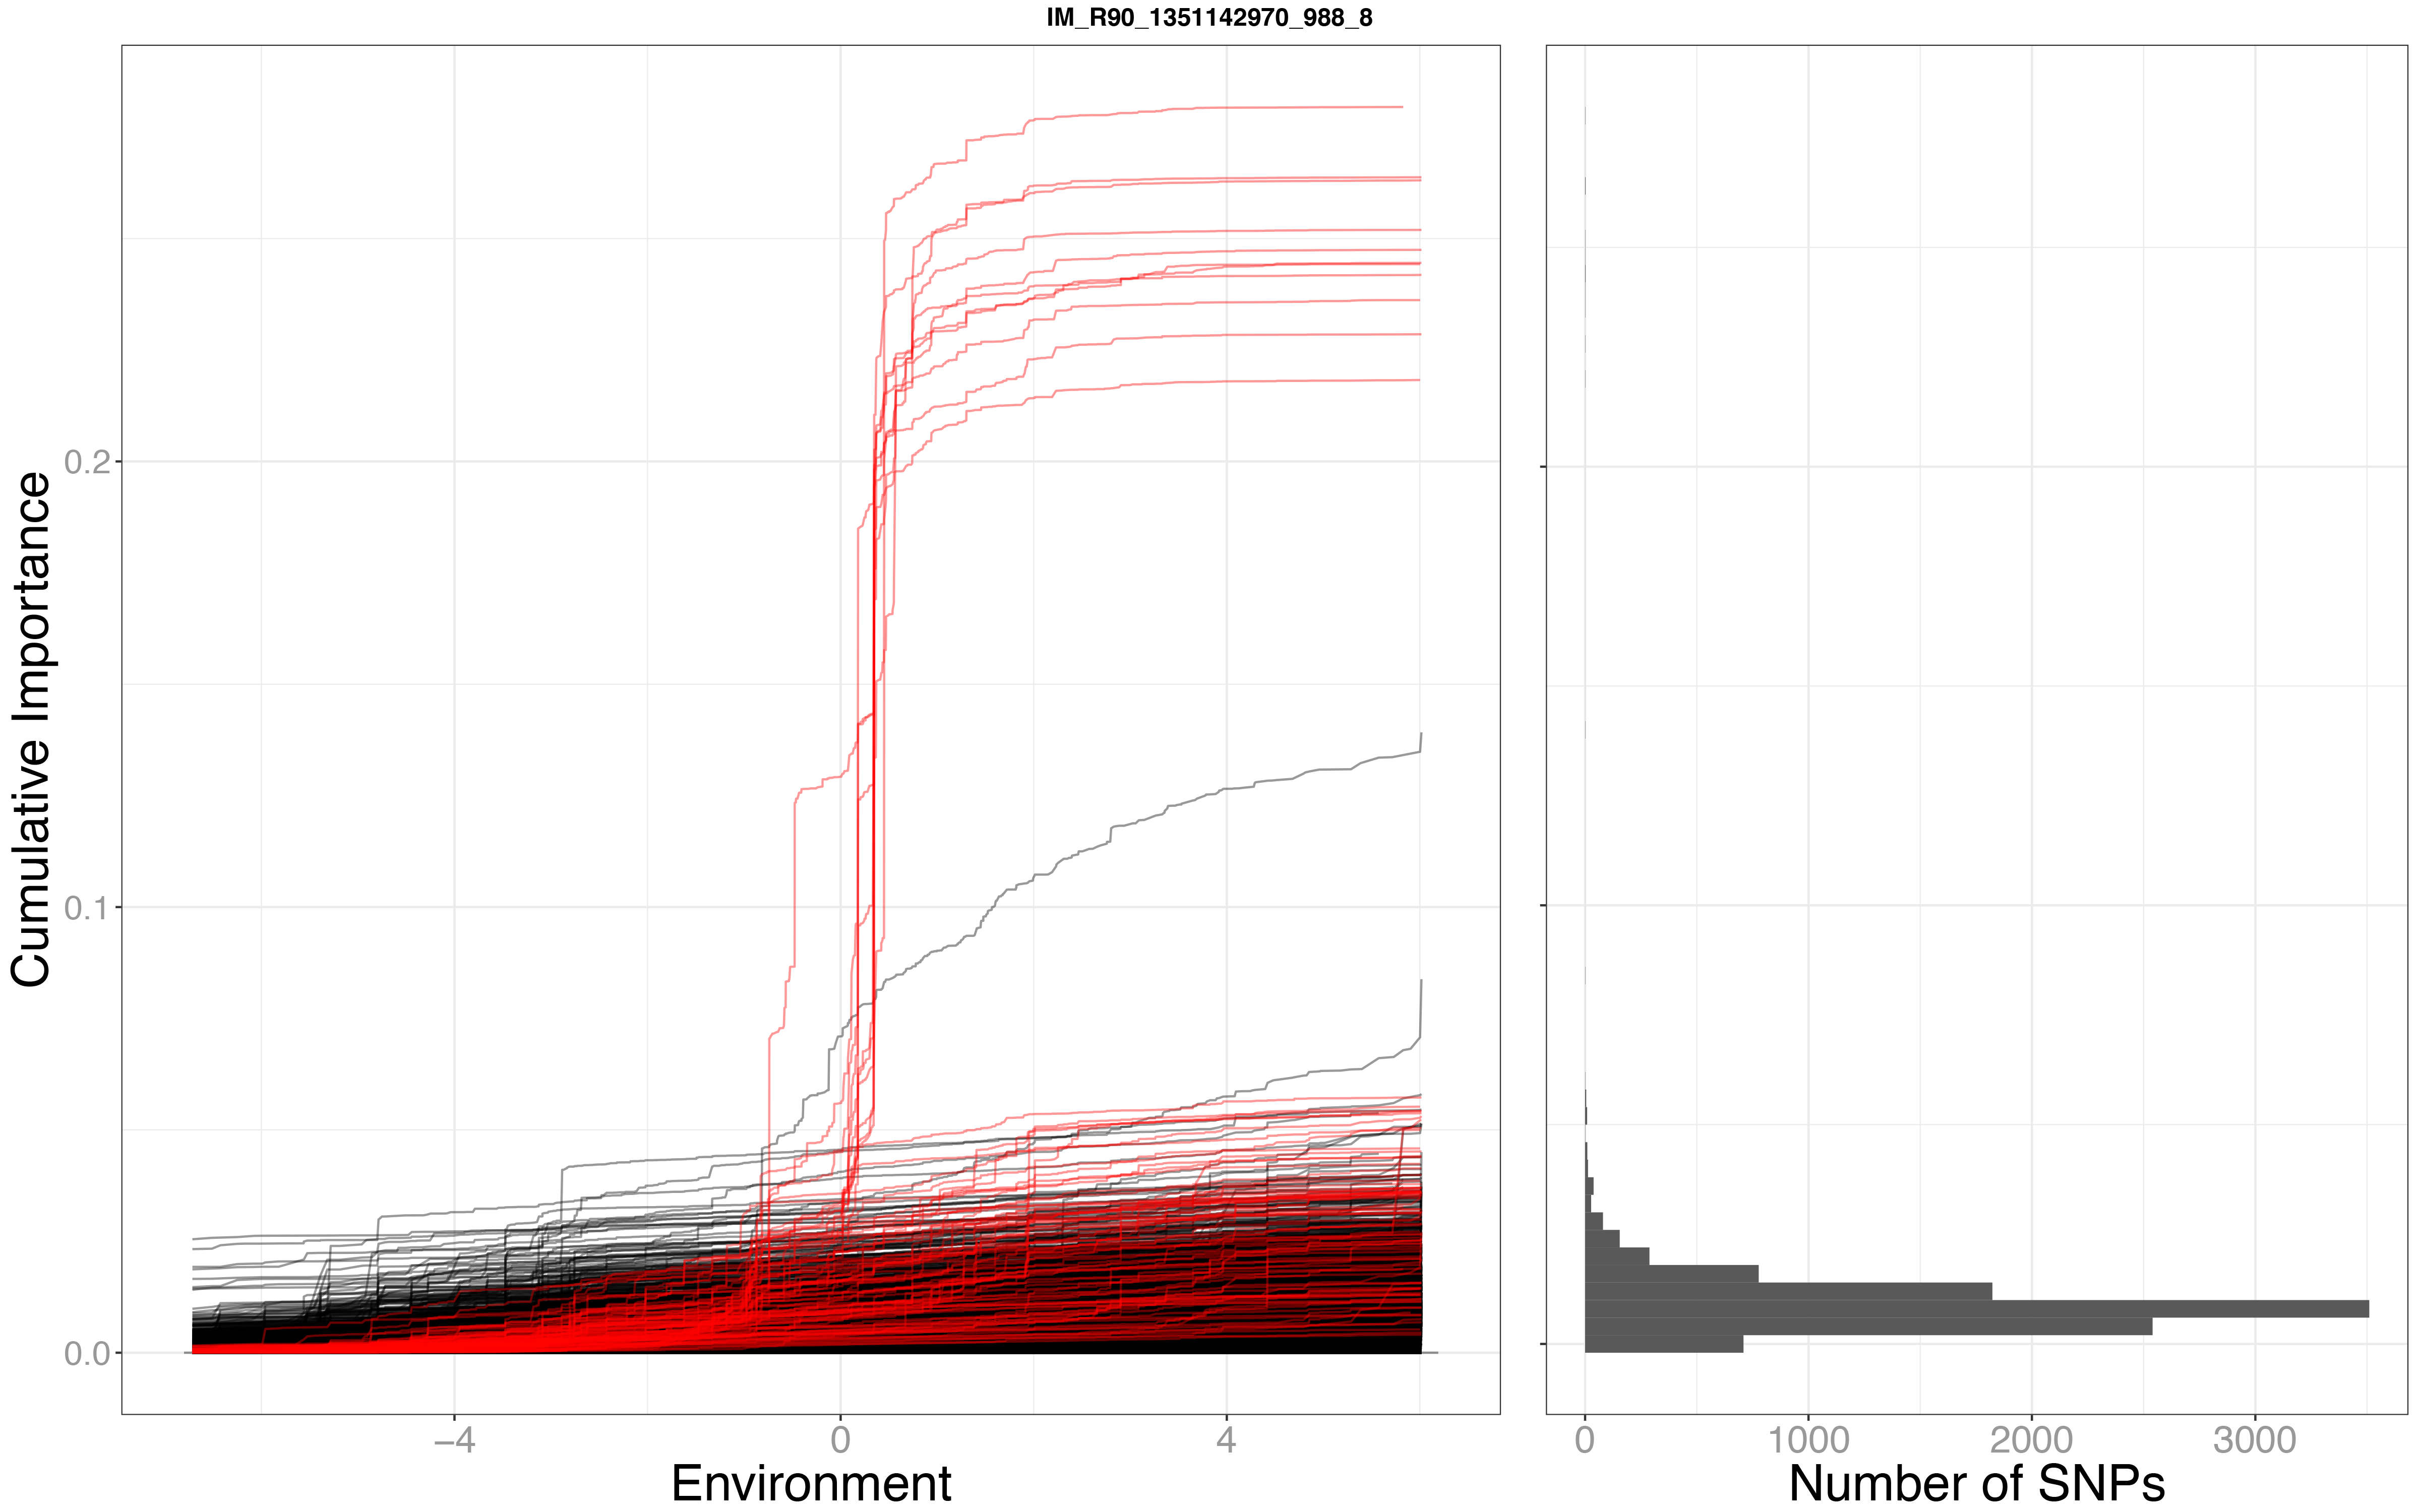 IM_R90_1351142970_988_8
Cumulative Importance
0.2
0.1
0.0
−4 0 4
Environment
0 1000 2000 3000
Number of SNPs